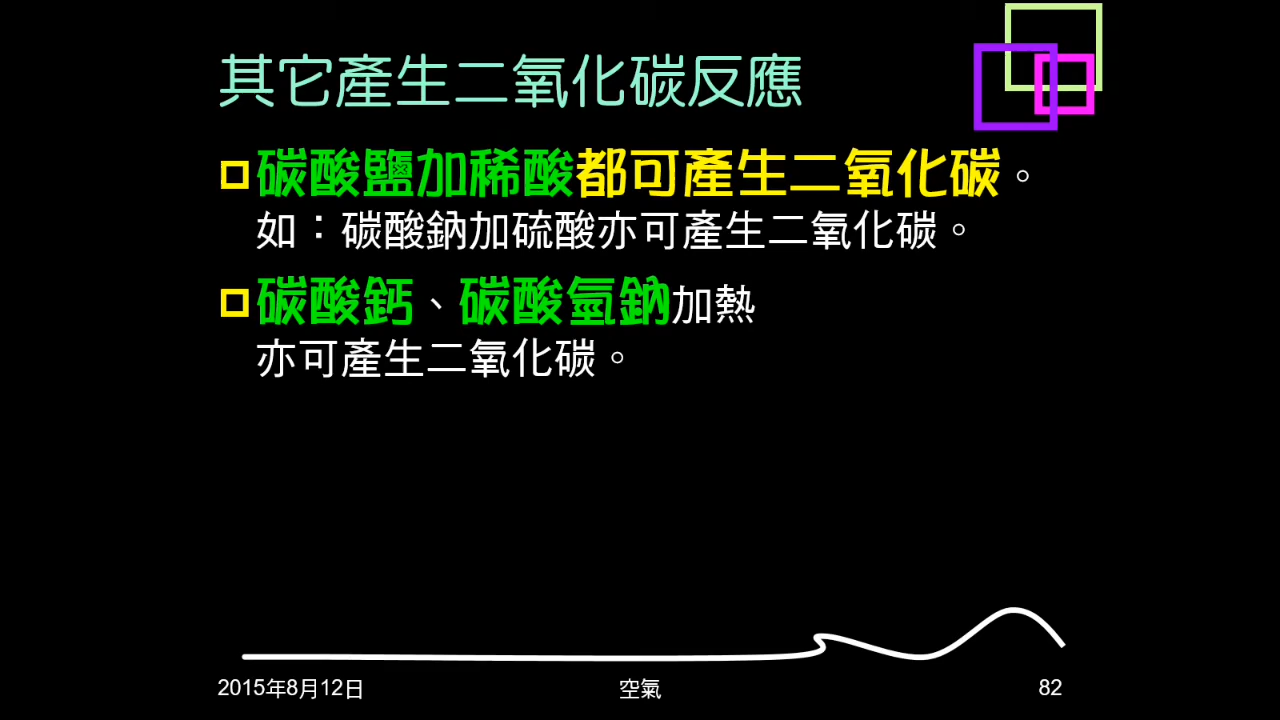 其它產生二氧化碳反應
碳酸鹽加稀酸都可產生二氧化碳。
如：碳酸鈉加硫酸亦可產生二氧化碳。
碳酸鈣、碳酸氫鈉加熱
亦可產生二氧化碳。
2015年8月12日
空氣
82